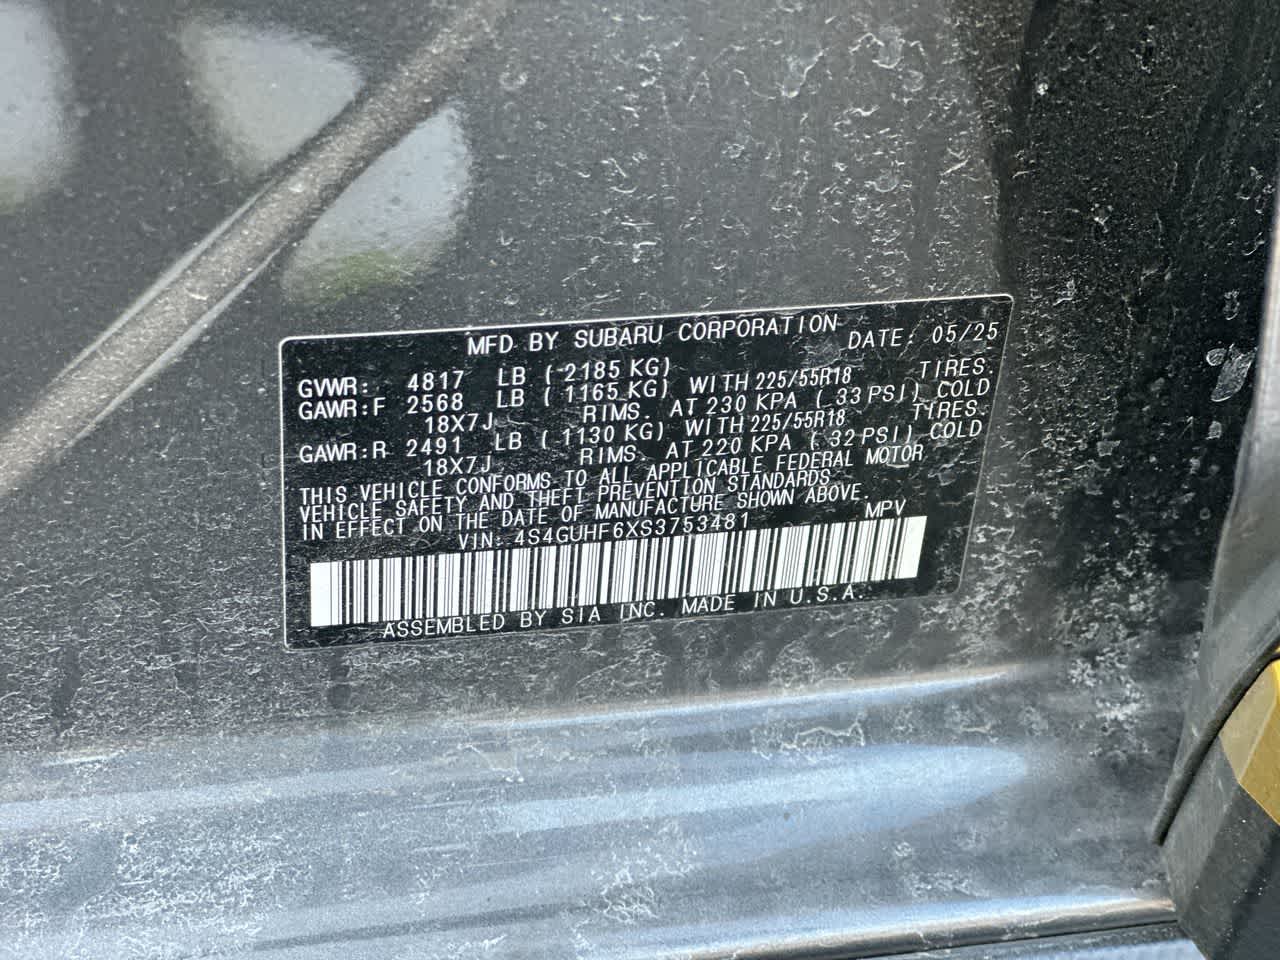 MFD BY SUBARU CORPORATION DATE: 05/25
GVWR: 4817 LB (2185 KG)
GAWR:F 2568 LB (1165 KG) WITH 225/55R18 TIRES.
18X7J RIMS. AT 230 KPA (33 PSI) COLD
GAWR:R 2491 LB (1130 KG) WITH 225/55R18 TIRES.
18X7J RIMS. AT 220 KPA (32 PSI) COLD
THIS VEHICLE CONFORMS TO ALL APPLICABLE FEDERAL MOTOR
VEHICLE SAFETY AND THEFT PREVENTION STANDARDS
IN EFFECT ON THE DATE OF MANUFACTURE SHOWN ABOVE.
VIN: 4S4GUHF6XS3753481 MPV
ASSEMBLED BY SIA INC. MADE IN U.S.A.